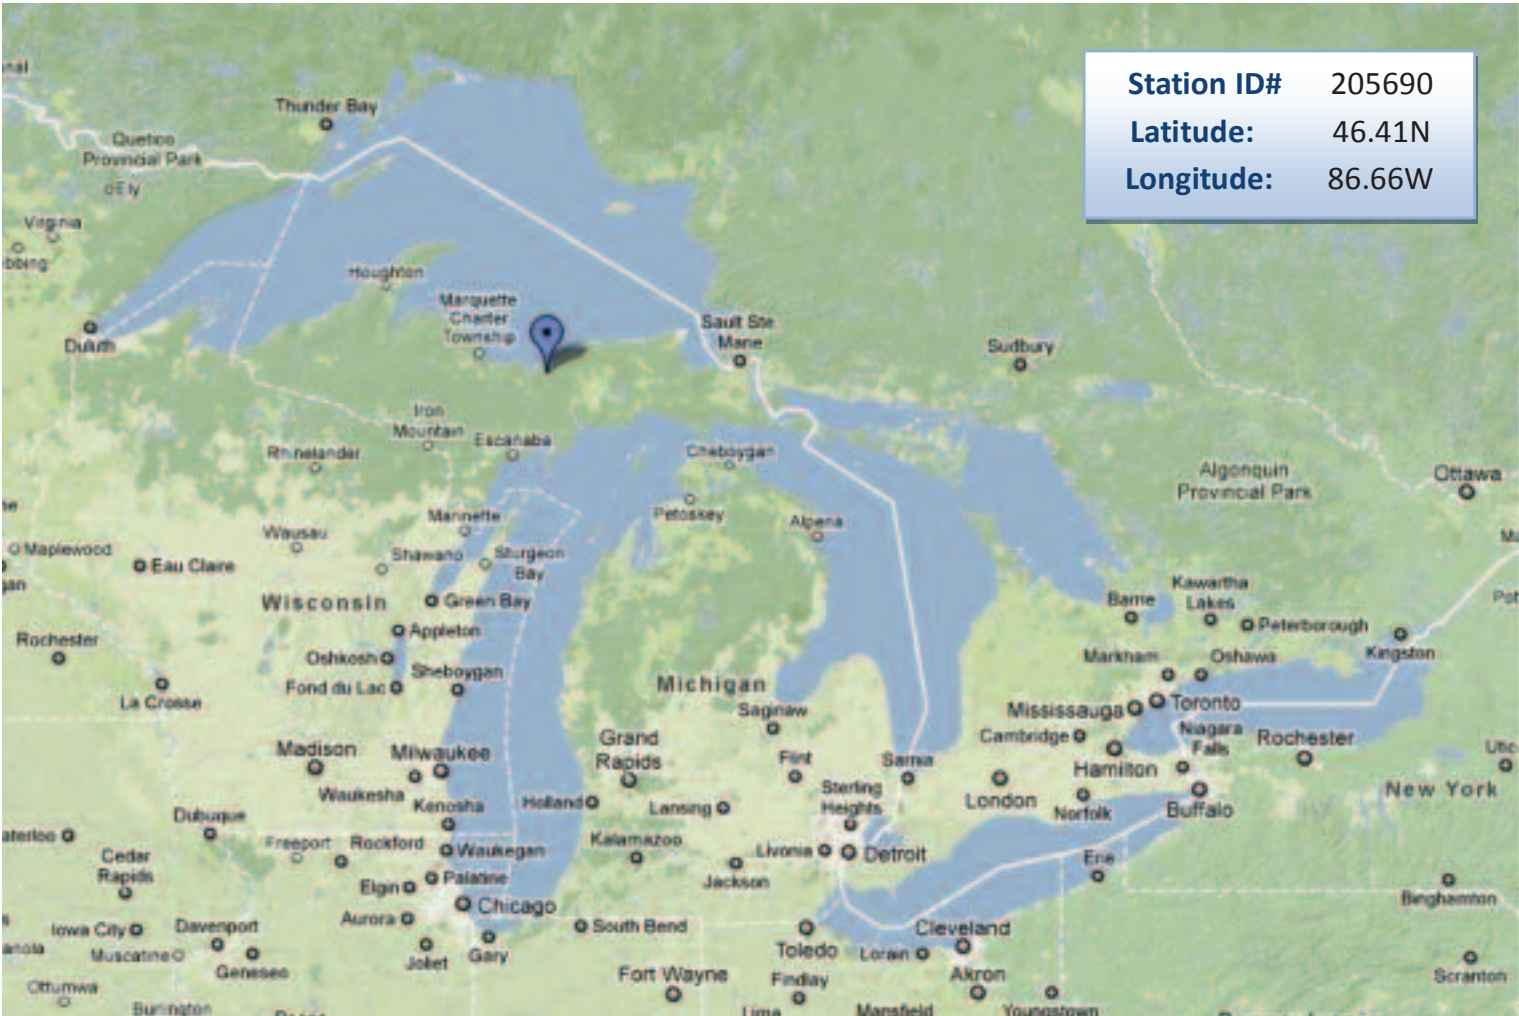 Station ID# 205690
Latitude: 46.41N
Longitude: 86.66W
Thunder Bay
Quetico
Provincial Park
Ely
Virginia
Houghton
Marquette
Charter
Township
Duluth
Sault Ste
Marie
Sudbury
Iron
Mountain
Escanaba
Rhinelander
Cheboygan
Algonquin
Provincial Park
Ottawa
Marinette
Petoskey
Alpena
Wausau
Maplewood
Shawano
Sturgeon
Bay
Eau Claire
Wisconsin
Green Bay
Barrie
Kawartha
Lakes
Peterborough
Appleton
Rochester
Oshkosh
Sheboygan
Markham
Oshawa
Kingston
Fond du Lac
La Crosse
Michigan
Saginaw
Mississauga
Toronto
Cambridge
Niagara
Falls
Rochester
Madison
Milwaukee
Grand
Rapids
Flint
Sarnia
Hamilton
New York
Waukesha
Kenosha
Holland
Lansing
Sterling
Heights
London
Norfolk
Buffalo
Dubuque
Freeport
Rockford
Waukegan
Kalamazoo
Livonia
Detroit
Erie
Cedar
Rapids
Elgin
Palatine
Jackson
Binghamton
Aurora
Chicago
South Bend
Iowa City
Davenport
Muscatine
Geneseo
Joliet
Gary
Toledo
Lorain
Cleveland
Ottumwa
Fort Wayne
Findlay
Akron
Scranton
Burlington
Lima
Mansfield
Youngstown